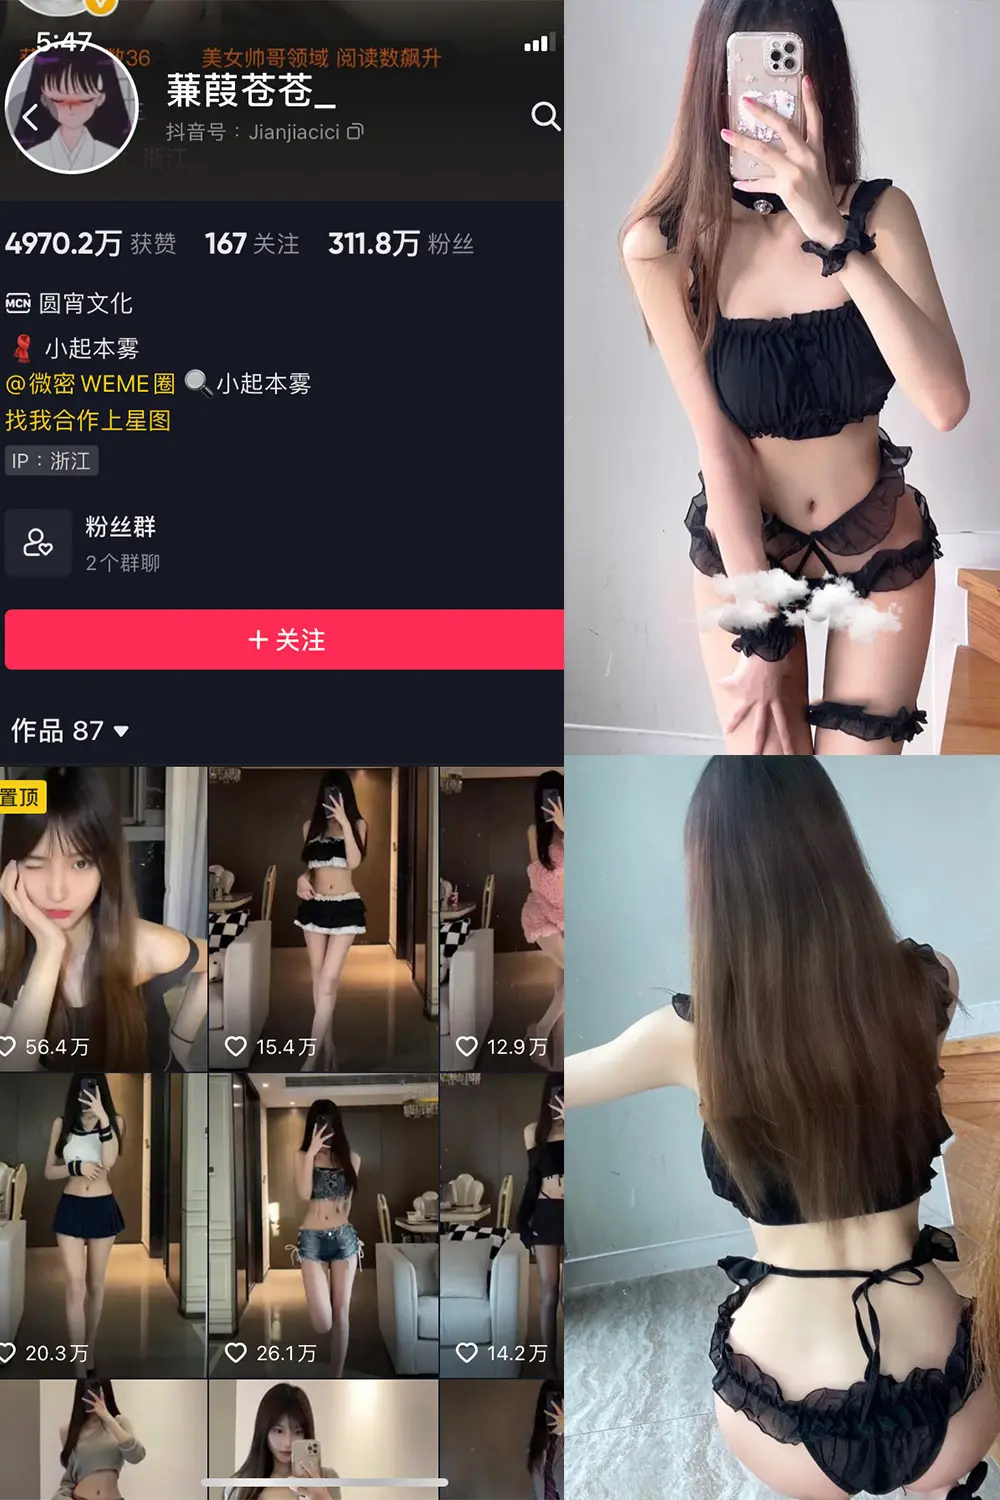 5:47
数36
美女帅哥领域 阅读数飙升
蒹葭苍苍_
抖音号：Jianjiacici
浙江
4970.2万 获赞 167 关注 311.8万 粉丝
MCN 圆宵文化
小起本雾
@微密WEME圈 小起本雾
找我合作上星图
IP：浙江
粉丝群
2个群聊
+ 关注
作品 87
置顶
56.4万 15.4万 12.9万
20.3万 26.1万 14.2万